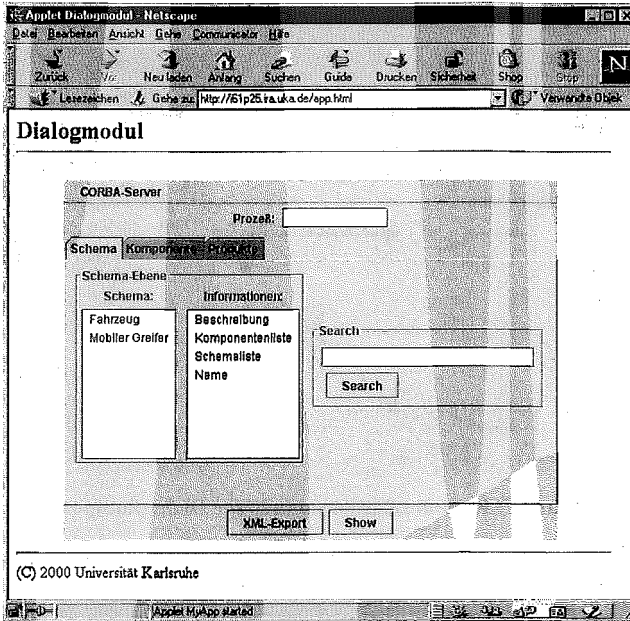 Applet Dialogmodul - Netscape
Datei Bearbeiten Ansicht Gehe Communicator Hilfe
Zurück Vor Neu laden Anfang Suchen Guide Drucken Sicherheit Shop Stop N
Lesezeichen Gehe zu: http://i61p25.ira.uka.de/app.html Verwandte Objek
Dialogmodul
CORBA-Server
Prozeß:
Schema Komponente Produkte
Schema-Ebene
Schema: Informationen:
Fahrzeug Beschreibung
Mobiler Greifer Komponentenliste
Schemaliste
Name
Search
Search
XML-Export Show
(C) 2000 Universität Karlsruhe
Applet MyApp started